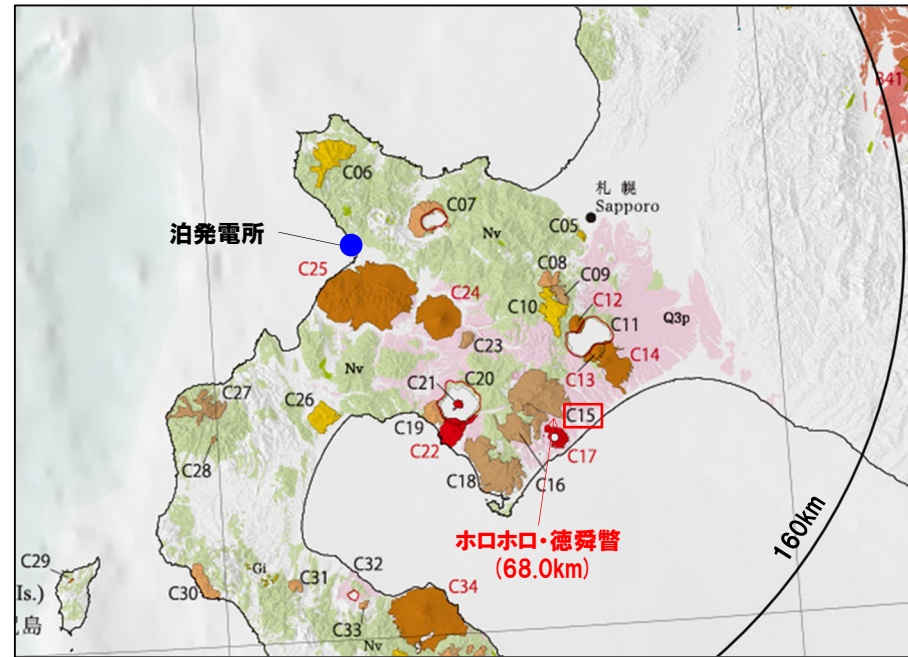 B41
C06
札 幌
Sapporo
C07
Nv
C05
泊発電所
C25
C08
C09
C24
C10
C12
C11
Q3p
C23
C14
Nv
C13
C21
C20
C27
C26
C15
C19
C22
C17
C28
C18
C16
ホロホロ・徳舜瞥
(68.0km)
160km
C29
Gi
C31
C32
Is.)
C30
C34
島
C33
Nv